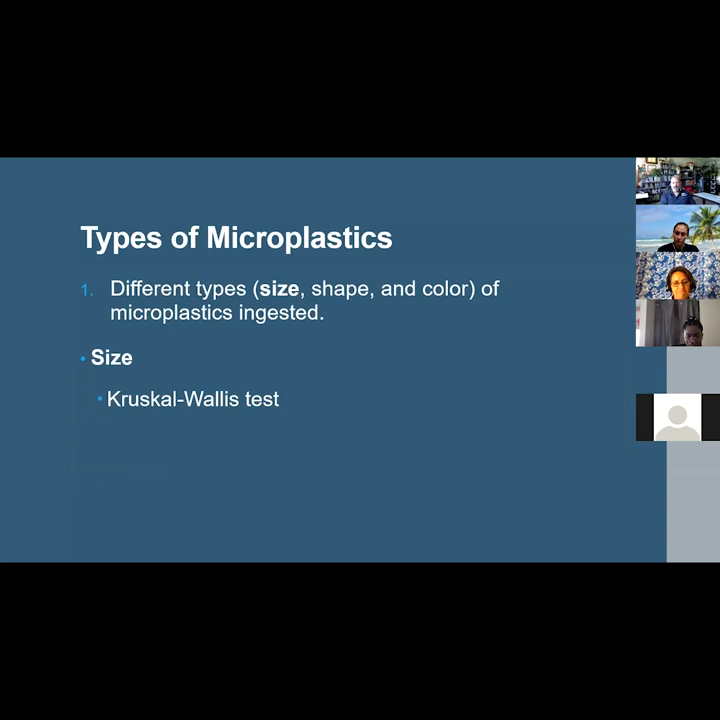 Types of Microplastics
1. Different types (size, shape, and color) of
microplastics ingested.
• Size
• Kruskal-Wallis test